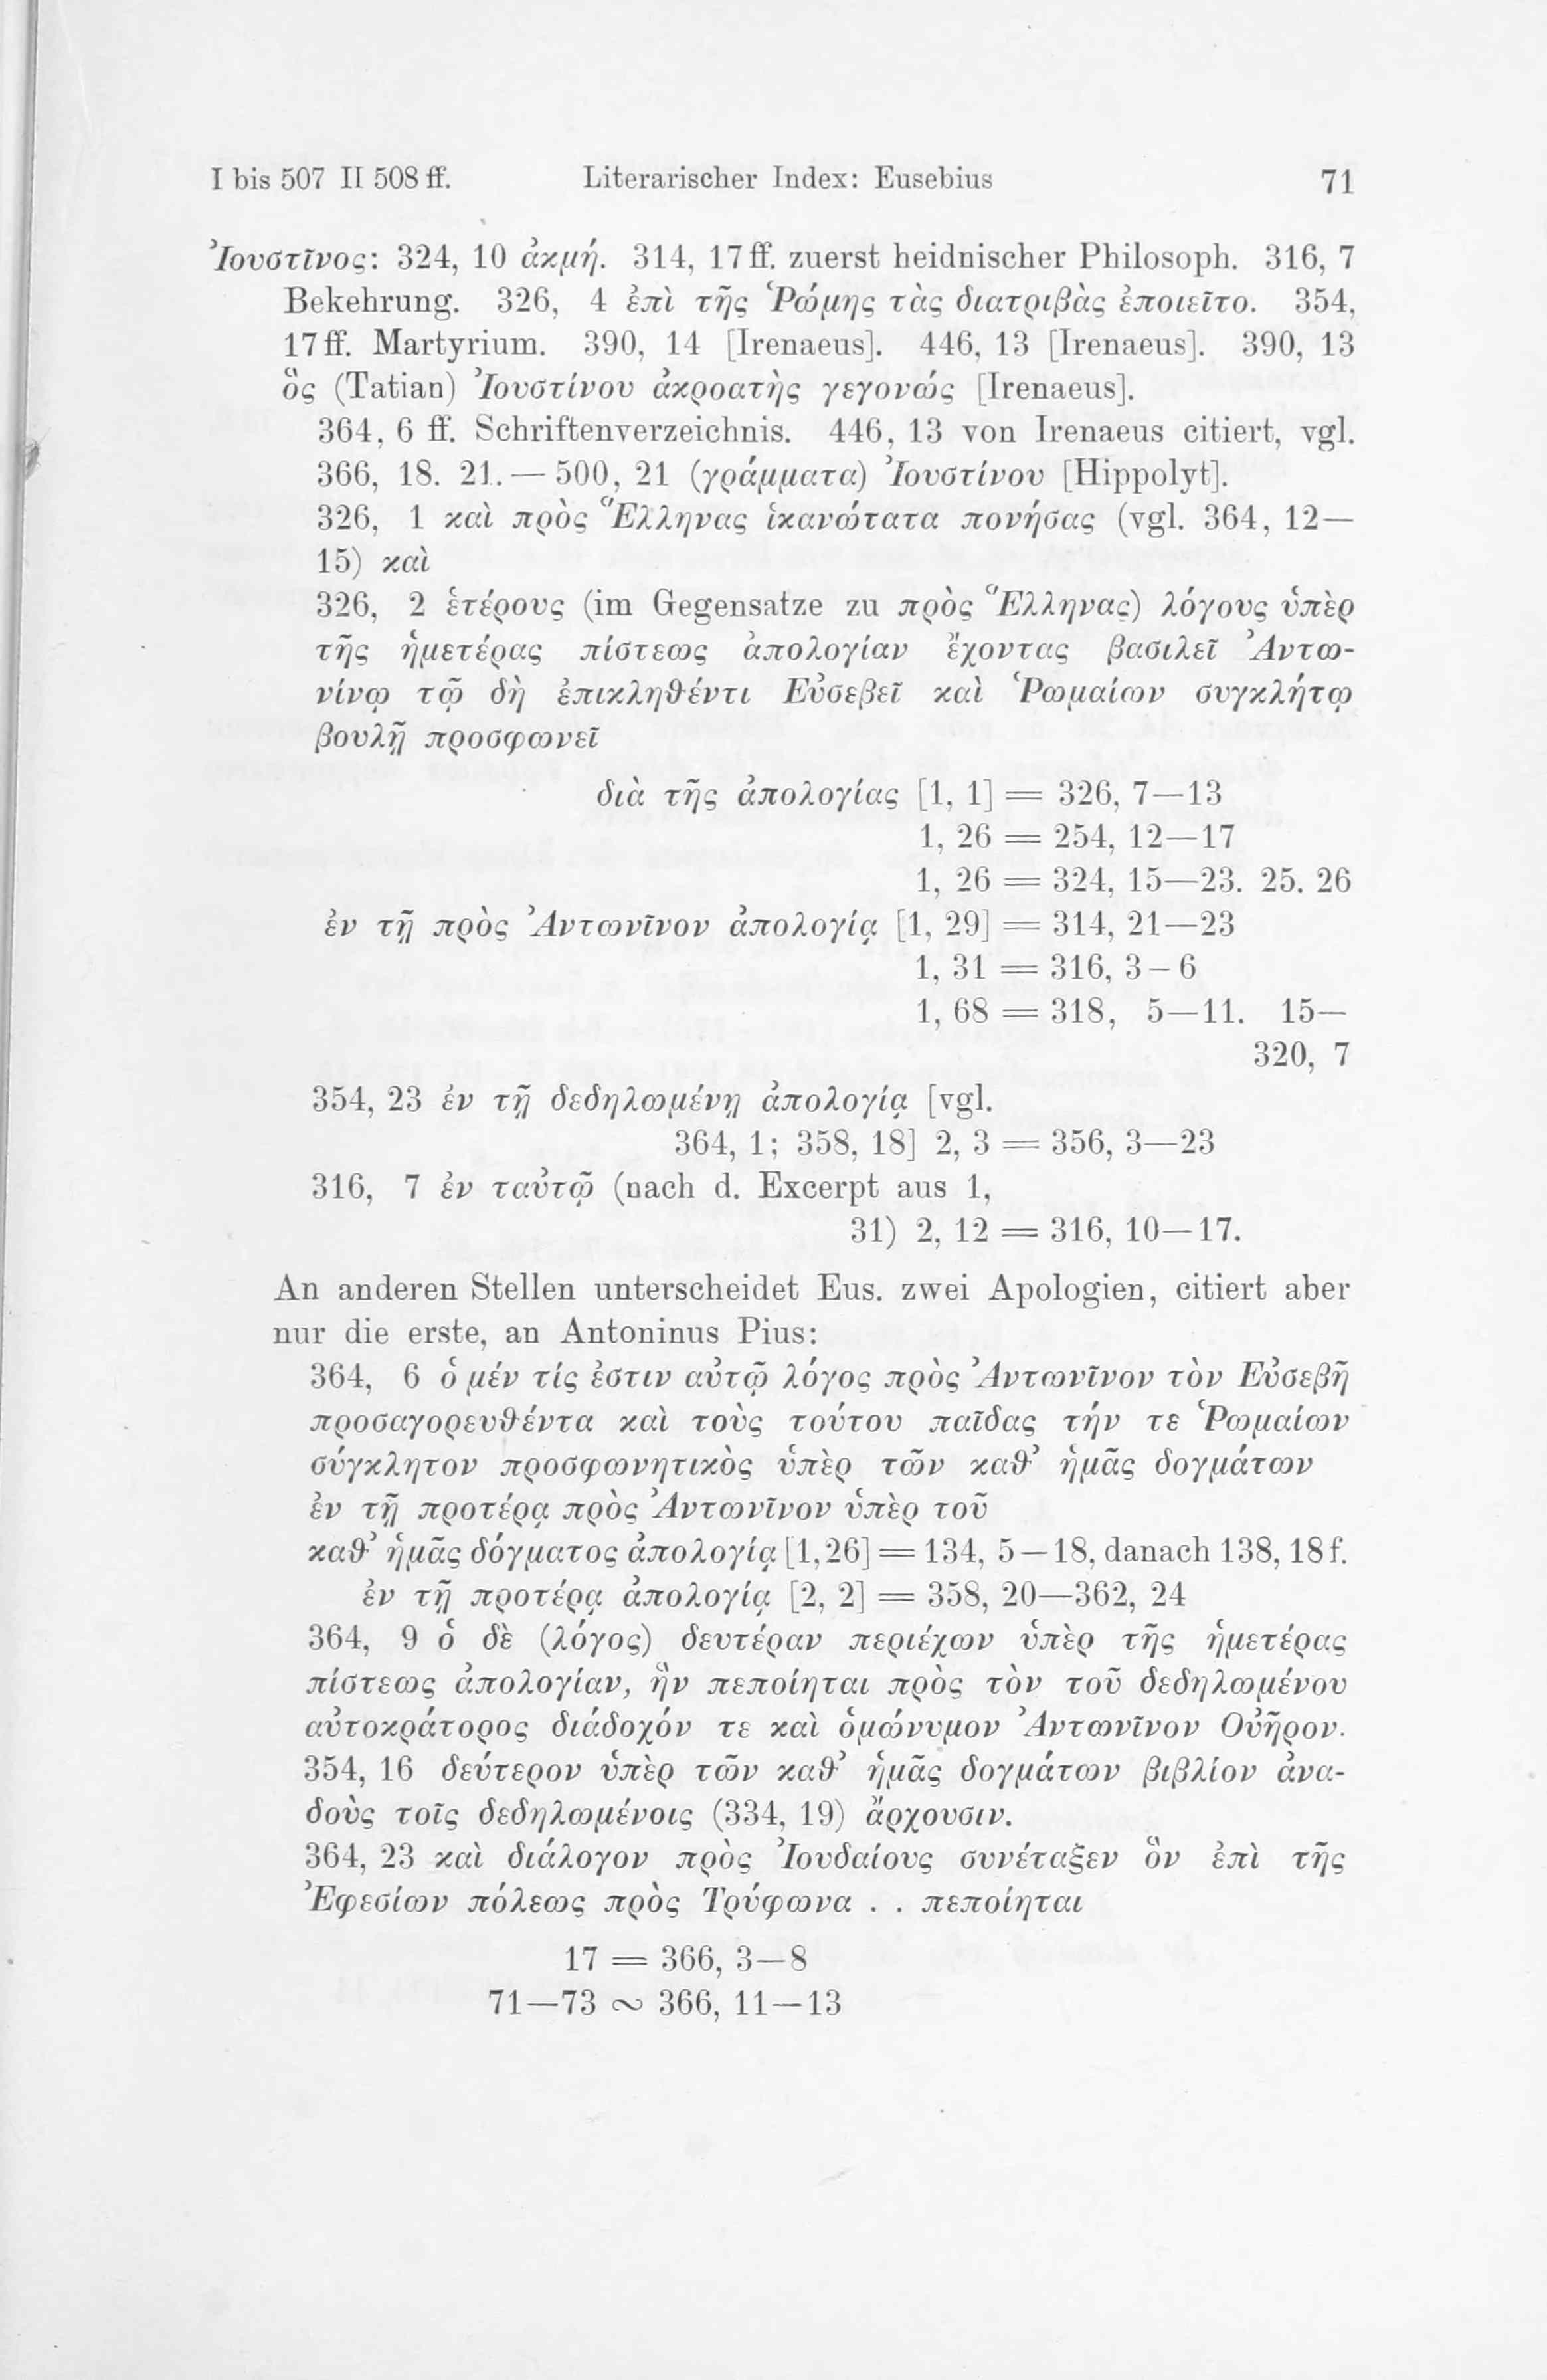 I bis 507 II 508 ff. Literarischer Index: Eusebius 71
Ἰουστῖνος: 324, 10 ἀκμή. 314, 17 ff. zuerst heidnischer Philosoph. 316, 7
Bekehrung. 326, 4 ἐπὶ τῆς Ῥώμης τὰς διατριβὰς ἐποιεῖτο. 354,
17 ff. Martyrium. 390, 14 [Irenaeus]. 446, 13 [Irenaeus]. 390, 13
ὃς (Tatian) Ἰουστίνου ἀκροατὴς γεγονώς [Irenaeus].
364, 6 ff. Schriftenverzeichnis. 446, 13 von Irenaeus citiert, vgl.
366, 18. 21. — 500, 21 (γράμματα) Ἰουστίνου [Hippolyt].
326, 1 καὶ πρὸς Ἕλληνας ἱκανώτατα πονήσας (vgl. 364, 12—
15) καὶ
326, 2 ἑτέρους (im Gegensatze zu πρὸς Ἕλληνας) λόγους ὑπὲρ
τῆς ἡμετέρας πίστεως ἀπολογίαν ἔχοντας βασιλεῖ Ἀντω-
νίνῳ τῷ δὴ ἐπικληθέντι Εὐσεβεῖ καὶ Ῥωμαίων συγκλήτῳ
βουλῇ προσφωνεῖ
διὰ τῆς ἀπολογίας [1, 1] = 326, 7—13
1, 26 = 254, 12—17
1, 26 = 324, 15—23. 25. 26
ἐν τῇ πρὸς Ἀντωνῖνον ἀπολογίᾳ [1, 29] = 314, 21—23
1, 31 = 316, 3–6
1, 68 = 318, 5—11. 15—
320, 7
354, 23 ἐν τῇ δεδηλωμένῃ ἀπολογίᾳ [vgl.
364, 1; 358, 18] 2, 3 = 356, 3—23
316, 7 ἐν ταὐτῷ (nach d. Excerpt aus 1,
31) 2, 12 = 316, 10—17.
An anderen Stellen unterscheidet Eus. zwei Apologien, citiert aber
nur die erste, an Antoninus Pius:
364, 6 ὁ μέν τίς ἐστιν αὐτῷ λόγος πρὸς Ἀντωνῖνον τὸν Εὐσεβῆ
προσαγορευθέντα καὶ τοὺς τούτου παῖδας τήν τε Ῥωμαίων
σύγκλητον προσφωνητικὸς ὑπὲρ τῶν καθ’ ἡμᾶς δογμάτων
ἐν τῇ προτέρᾳ πρὸς Ἀντωνῖνον ὑπὲρ τοῦ
καθ’ ἡμᾶς δόγματος ἀπολογίᾳ [1,26] = 134, 5—18, danach 138, 18 f.
ἐν τῇ προτέρᾳ ἀπολογίᾳ [2, 2] = 358, 20—362, 24
364, 9 ὁ δὲ (λόγος) δευτέραν περιέχων ὑπὲρ τῆς ἡμετέρας
πίστεως ἀπολογίαν, ἣν πεποίηται πρὸς τὸν τοῦ δεδηλωμένου
αὐτοκράτορος διάδοχόν τε καὶ ὁμώνυμον Ἀντωνῖνον Οὐῆρον.
354, 16 δεύτερον ὑπὲρ τῶν καθ’ ἡμᾶς δογμάτων βιβλίον ἀνα-
δοὺς τοῖς δεδηλωμένοις (334, 19) ἄρχουσιν.
364, 23 καὶ διάλογον πρὸς Ἰουδαίους συνέταξεν ὃν ἐπὶ τῆς
Ἐφεσίων πόλεως πρὸς Τρύφωνα . . πεποίηται
17 = 366, 3—8
71—73 ∾ 366, 11—13